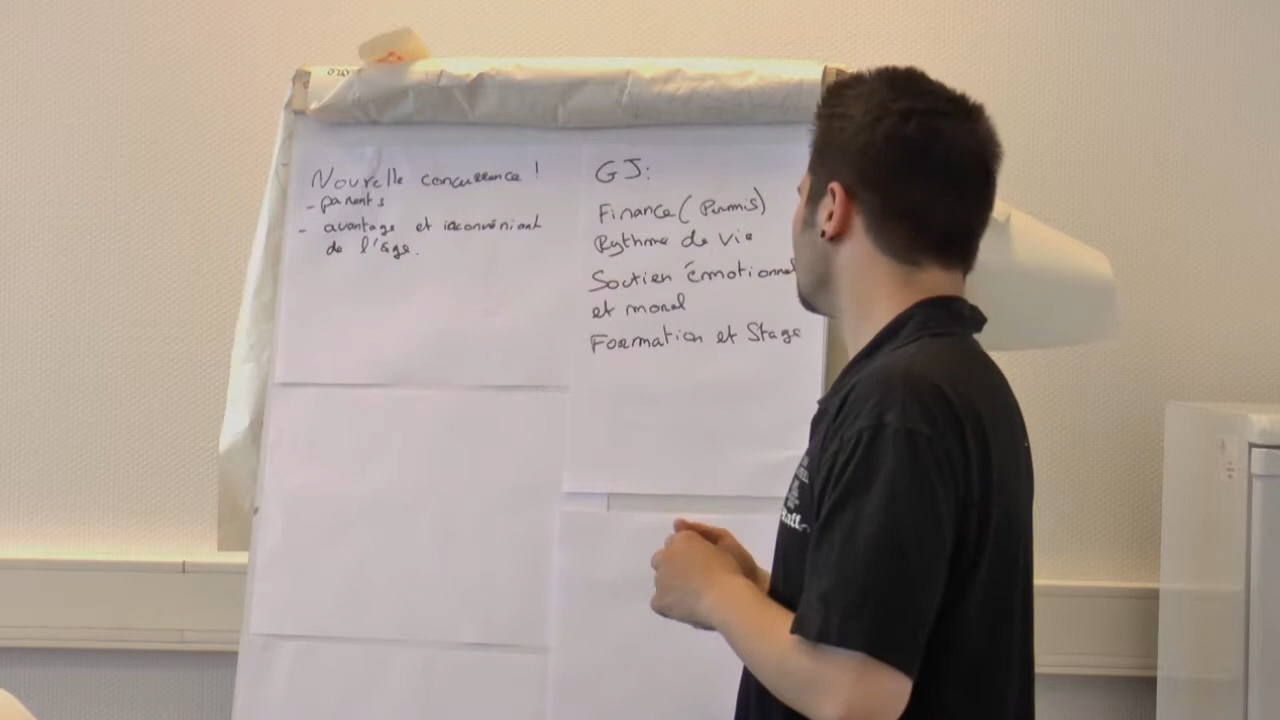 Nouvelle concurrence !
- parents
- avantage et inconvéniant
de l'âge.
GJ:
Finance ( Permis)
Rythme de vie
Soutien émotionnel
et moral
Formation et Stage